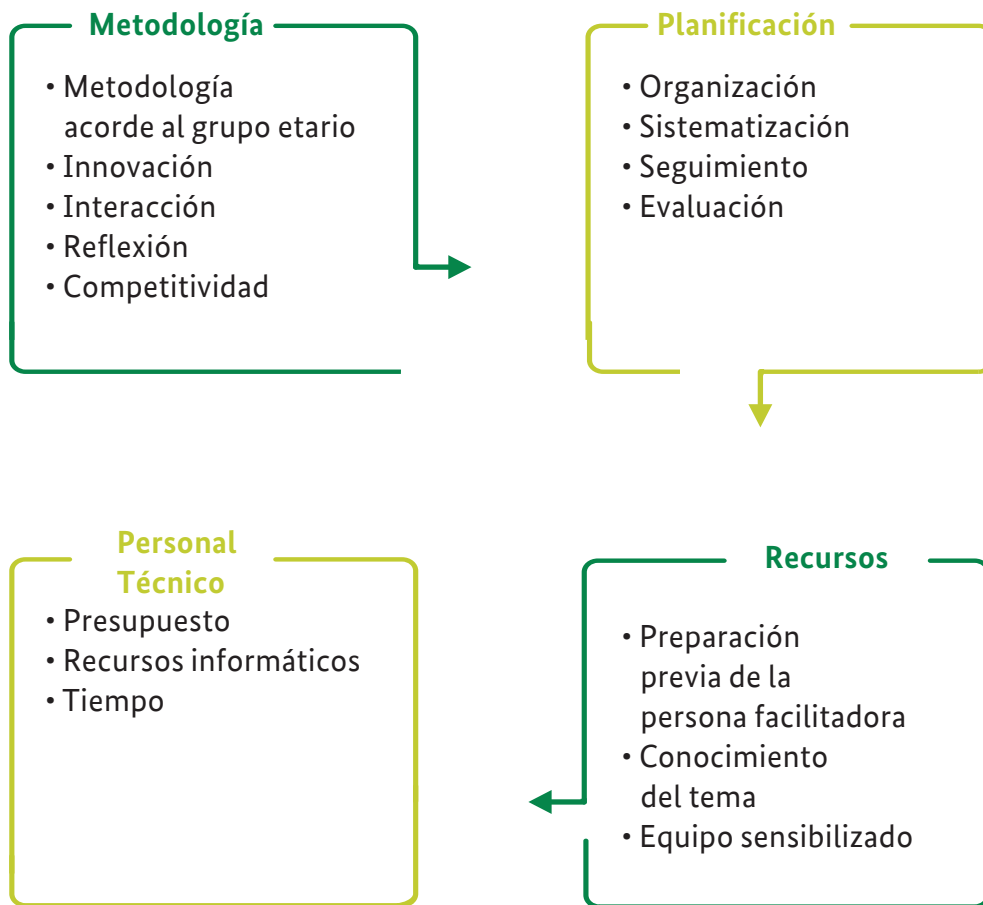 Metodología
• Metodología
acorde al grupo etario
• Innovación
• Interacción
• Reflexión
• Competitividad
Planificación
• Organización
• Sistematización
• Seguimiento
• Evaluación
Recursos
• Preparación
previa de la
persona facilitadora
• Conocimiento
del tema
• Equipo sensibilizado
Personal
Técnico
• Presupuesto
• Recursos informáticos
• Tiempo